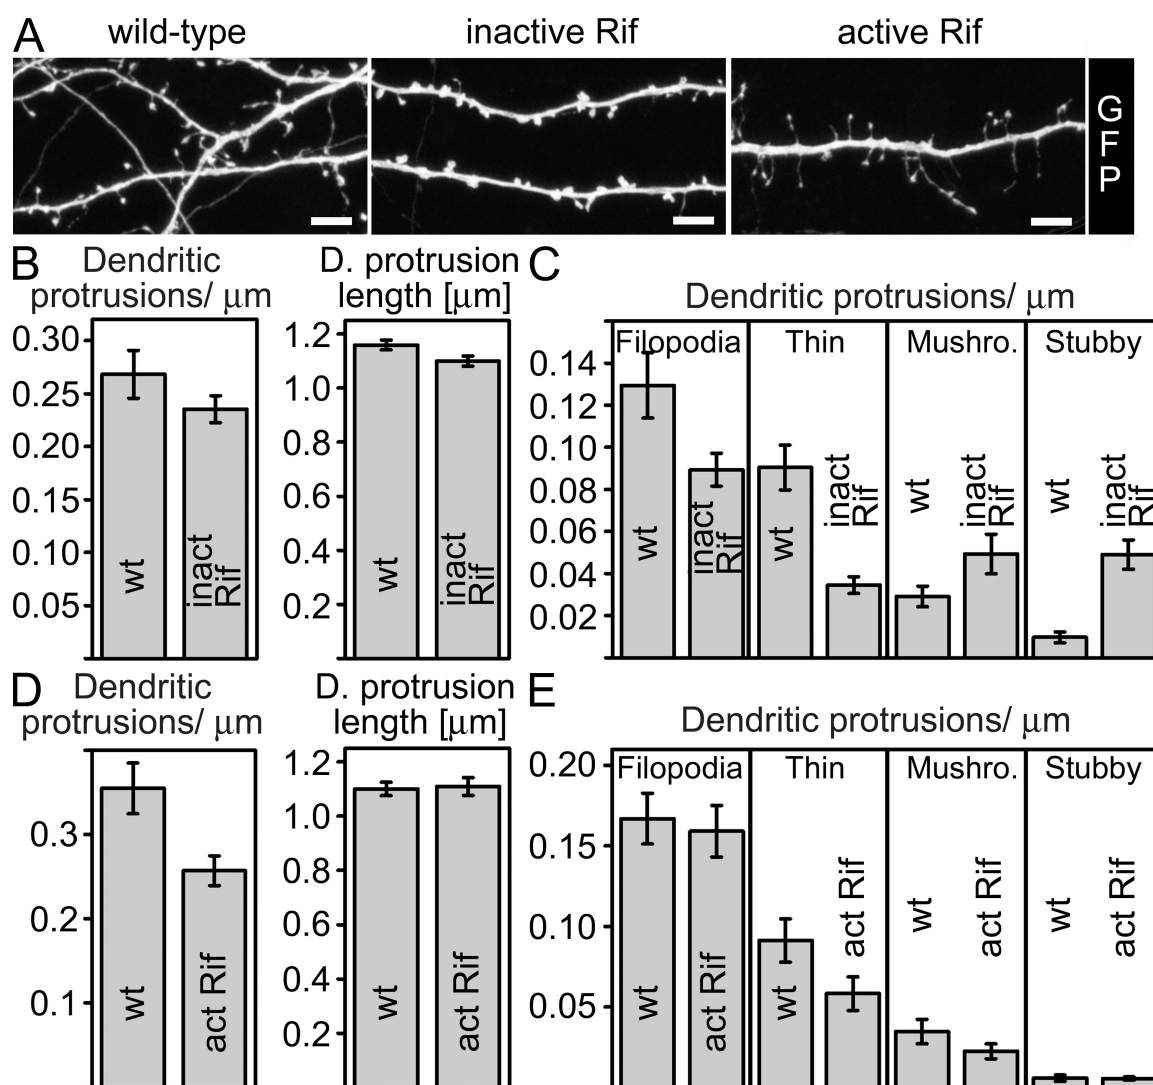 A
wild-type
inactive Rif
active Rif
G
F
P
B
Dendritic
protrusions/ μm
0.30
0.25
0.20
0.15
0.10
0.05
wt
inact
Rif
D. protrusion
length [μm]
1.2
1.0
0.8
0.6
0.4
0.2
wt
inact
Rif
C
Dendritic protrusions/ μm
Filopodia
Thin
Mushro.
Stubby
0.14
0.12
0.10
0.08
0.06
0.04
0.02
wt
inact
Rif
wt
inact
Rif
wt
inact
Rif
wt
inact
Rif
D
Dendritic
protrusions/ μm
0.3
0.2
0.1
wt
act Rif
D. protrusion
length [μm]
1.2
1.0
0.8
0.6
0.4
0.2
wt
act Rif
E
Dendritic protrusions/ μm
Filopodia
Thin
Mushro.
Stubby
0.20
0.15
0.10
0.05
wt
act Rif
wt
act Rif
wt
act Rif
wt
act Rif